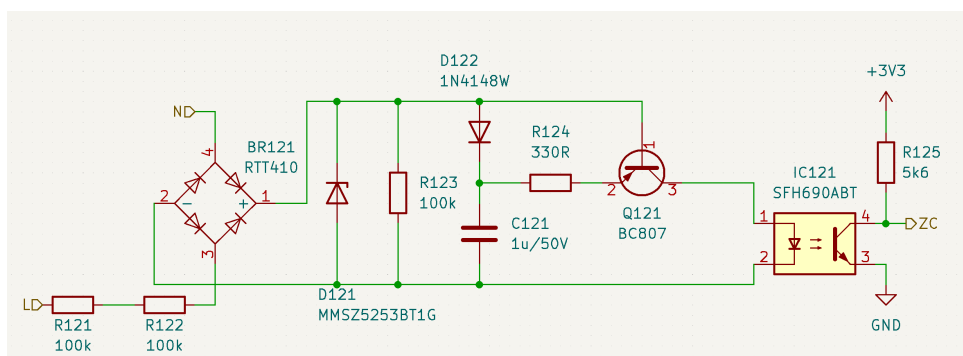 D122
1N4148W
+3V3
N
BR121
RTT410
4
2
1
3
−
+
R123
100k
R124
330R
1
2
3
Q121
BC807
C121
1u/50V
IC121
SFH690ABT
1
2
4
3
R125
5k6
ZC
GND
D121
MMSZ5253BT1G
L
R121
100k
R122
100k